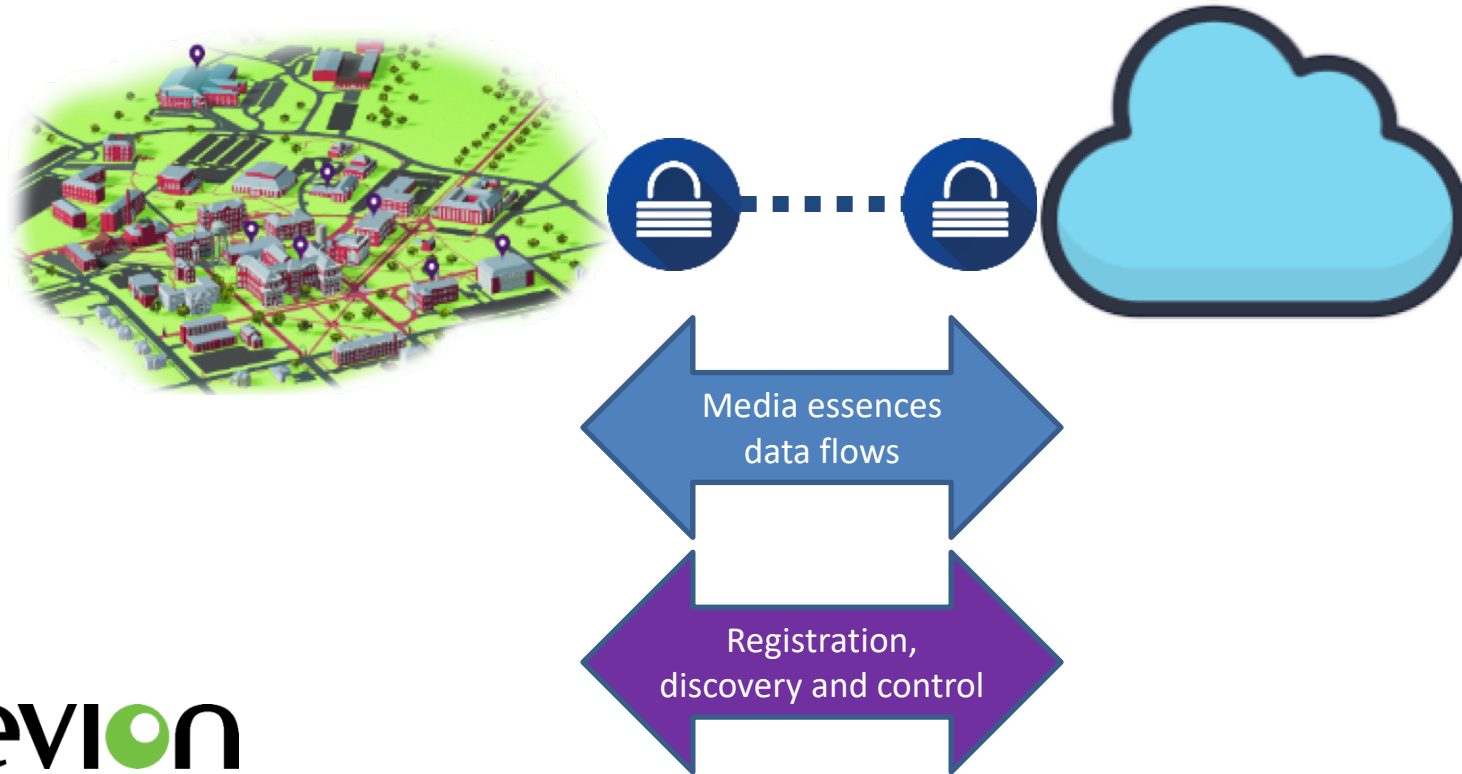 Media essences
data flows
Registration,
discovery and control
evion